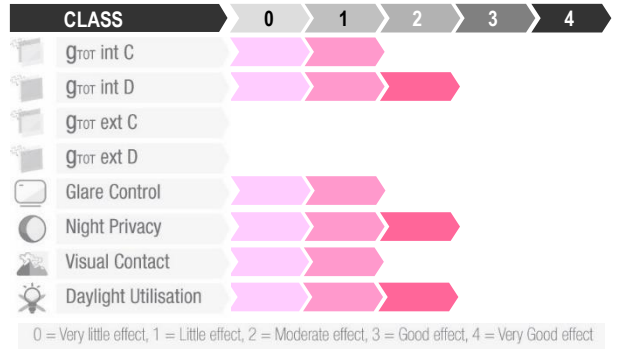 CLASS 0 1 2 3 4
gTOT int C
gTOT int D
gTOT ext C
gTOT ext D
Glare Control
Night Privacy
Visual Contact
Daylight Utilisation
0 = Very little effect, 1 = Little effect, 2 = Moderate effect, 3 = Good effect, 4 = Very Good effect